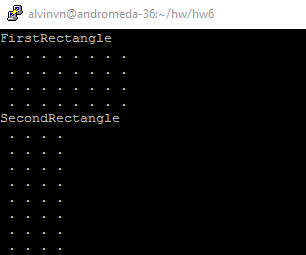 alvinvn@andromeda-36:~/hw/hw6
FirstRectangle
. . . . . . . .
. . . . . . . .
. . . . . . . .
. . . . . . . .
SecondRectangle
. . . .
. . . .
. . . .
. . . .
. . . .
. . . .
. . . .
. . . .